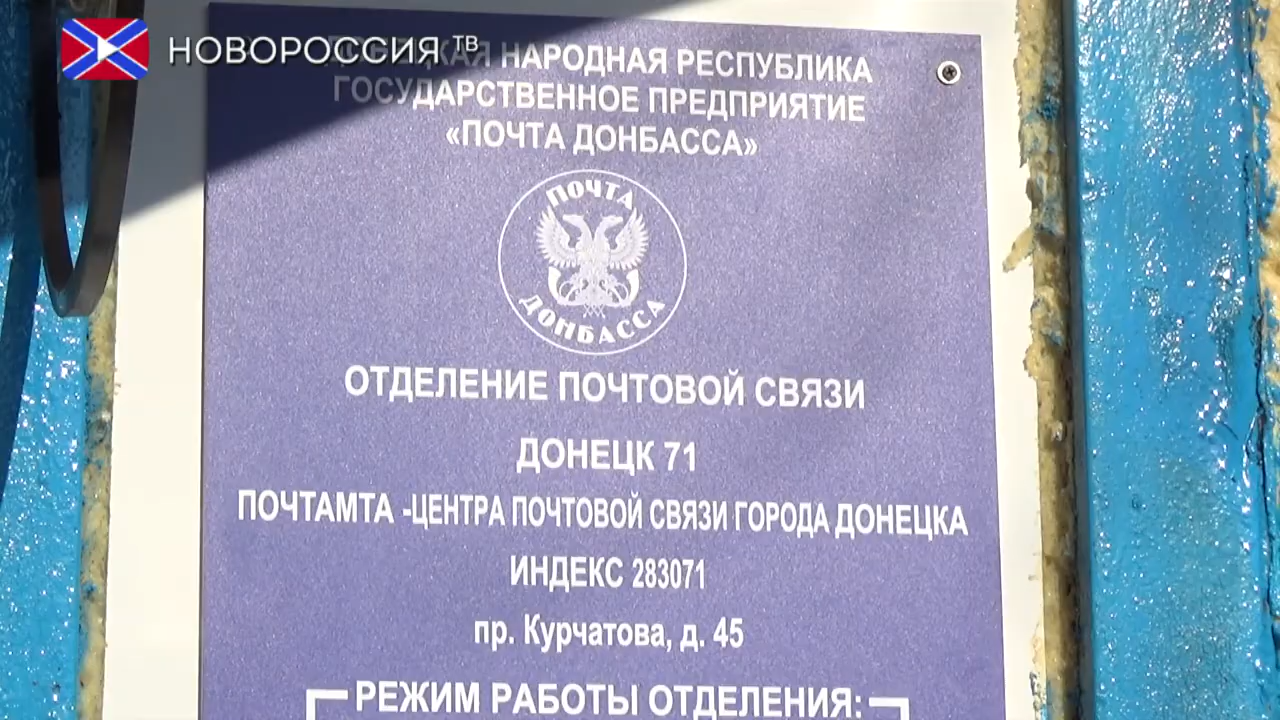 НОВОРОССИЯ ТВ
ДОНЕЦКАЯ НАРОДНАЯ РЕСПУБЛИКА
ГОСУДАРСТВЕННОЕ ПРЕДПРИЯТИЕ
«ПОЧТА ДОНБАССА»
ПОЧТА
ДОНБАССА
ОТДЕЛЕНИЕ ПОЧТОВОЙ СВЯЗИ
ДОНЕЦК 71
ПОЧТАМТА -ЦЕНТРА ПОЧТОВОЙ СВЯЗИ ГОРОДА ДОНЕЦКА
ИНДЕКС 283071
пр. Курчатова, д. 45
РЕЖИМ РАБОТЫ ОТДЕЛЕНИЯ: